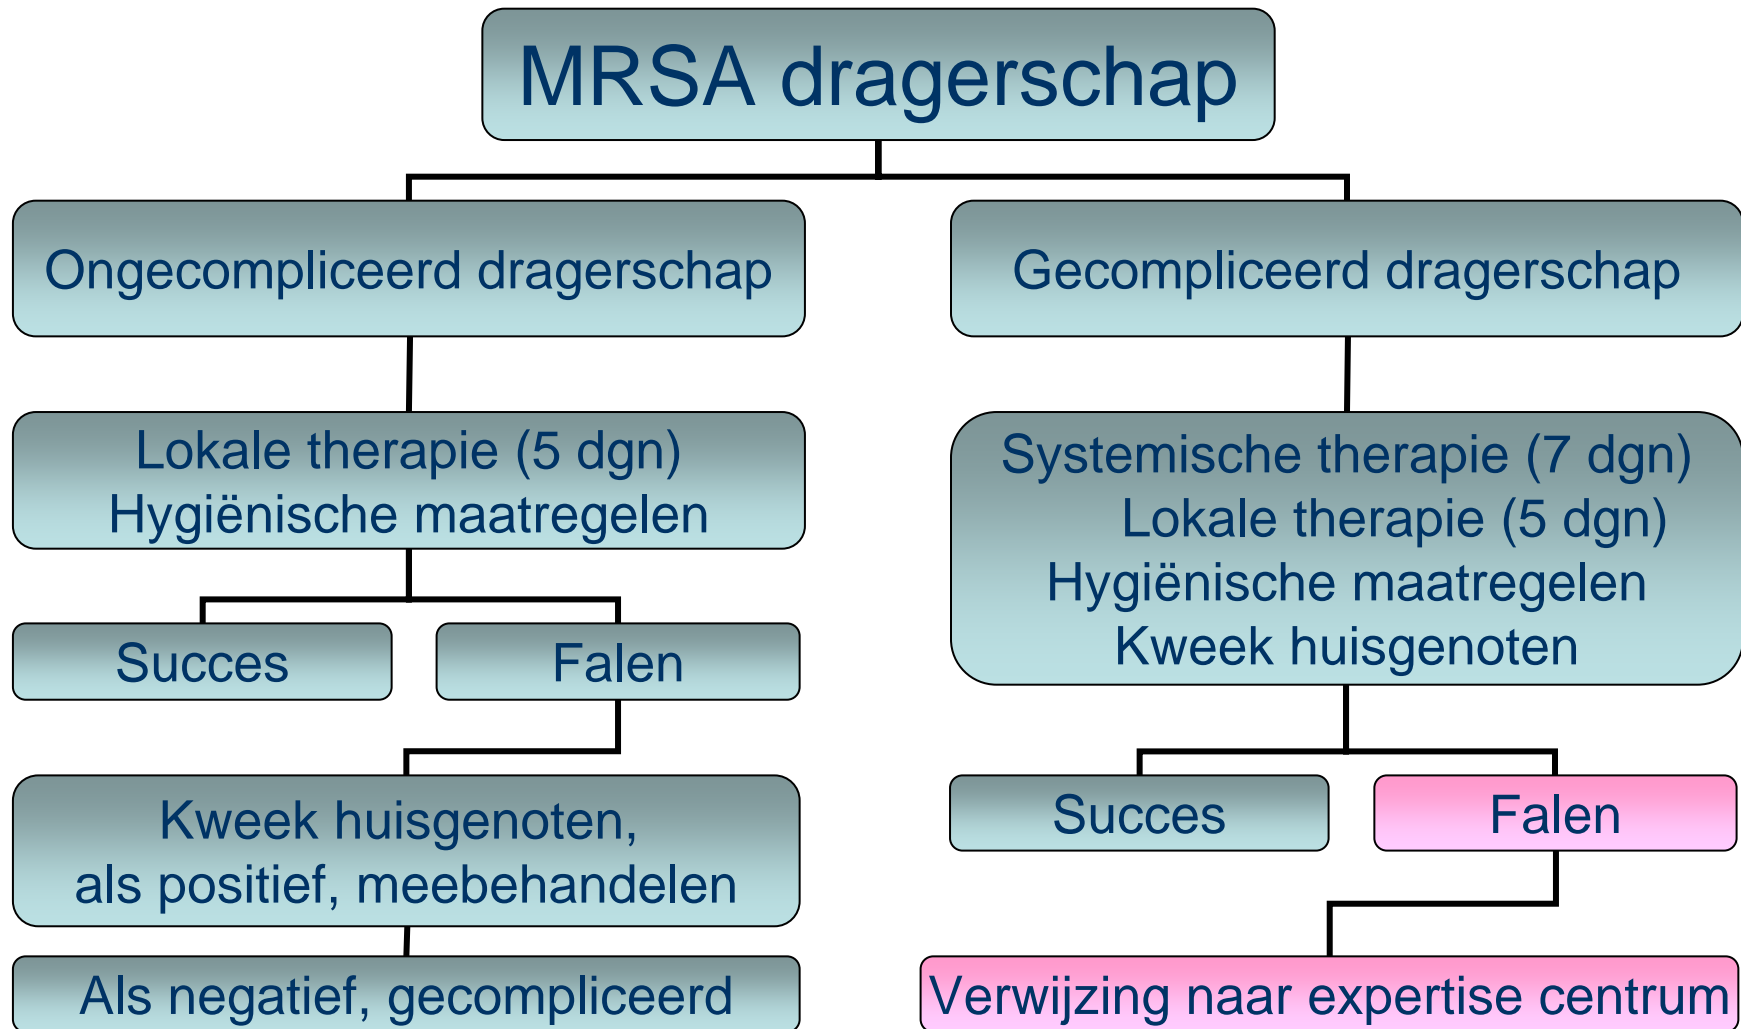 MRSA dragerschap
Ongecompliceerd dragerschap
Gecompliceerd dragerschap
Lokale therapie (5 dgn)
Hygiënische maatregelen
Systemische therapie (7 dgn)
Lokale therapie (5 dgn)
Hygiënische maatregelen
Kweek huisgenoten
Succes
Falen
Succes
Falen
Kweek huisgenoten,
als positief, meebehandelen
Als negatief, gecompliceerd
Verwijzing naar expertise centrum